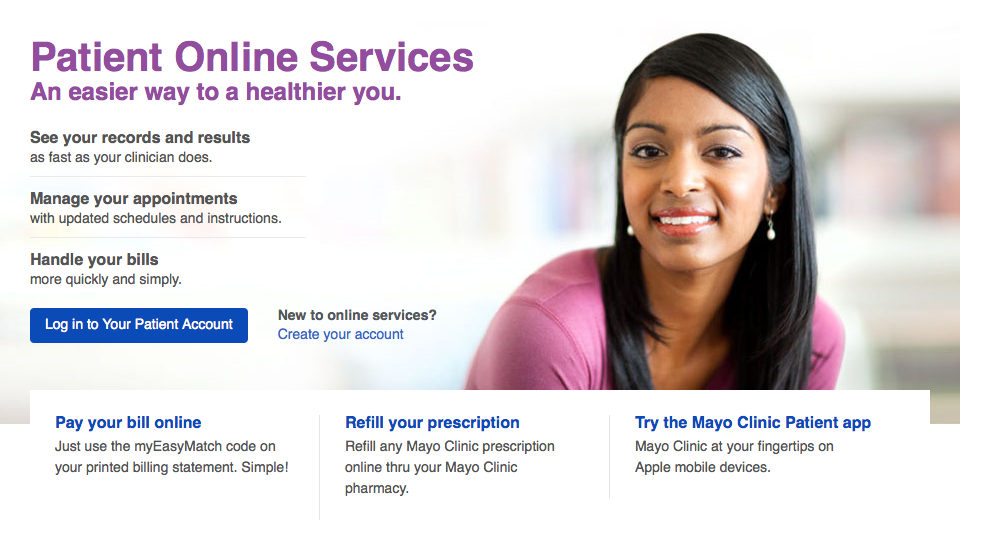 Patient Online Services
An easier way to a healthier you.
See your records and results
as fast as your clinician does.
Manage your appointments
with updated schedules and instructions.
Handle your bills
more quickly and simply.
Log in to Your Patient Account
New to online services?
Create your account
Pay your bill online
Just use the myEasyMatch code on
your printed billing statement. Simple!
Refill your prescription
Refill any Mayo Clinic prescription
online thru your Mayo Clinic
pharmacy.
Try the Mayo Clinic Patient app
Mayo Clinic at your fingertips on
Apple mobile devices.